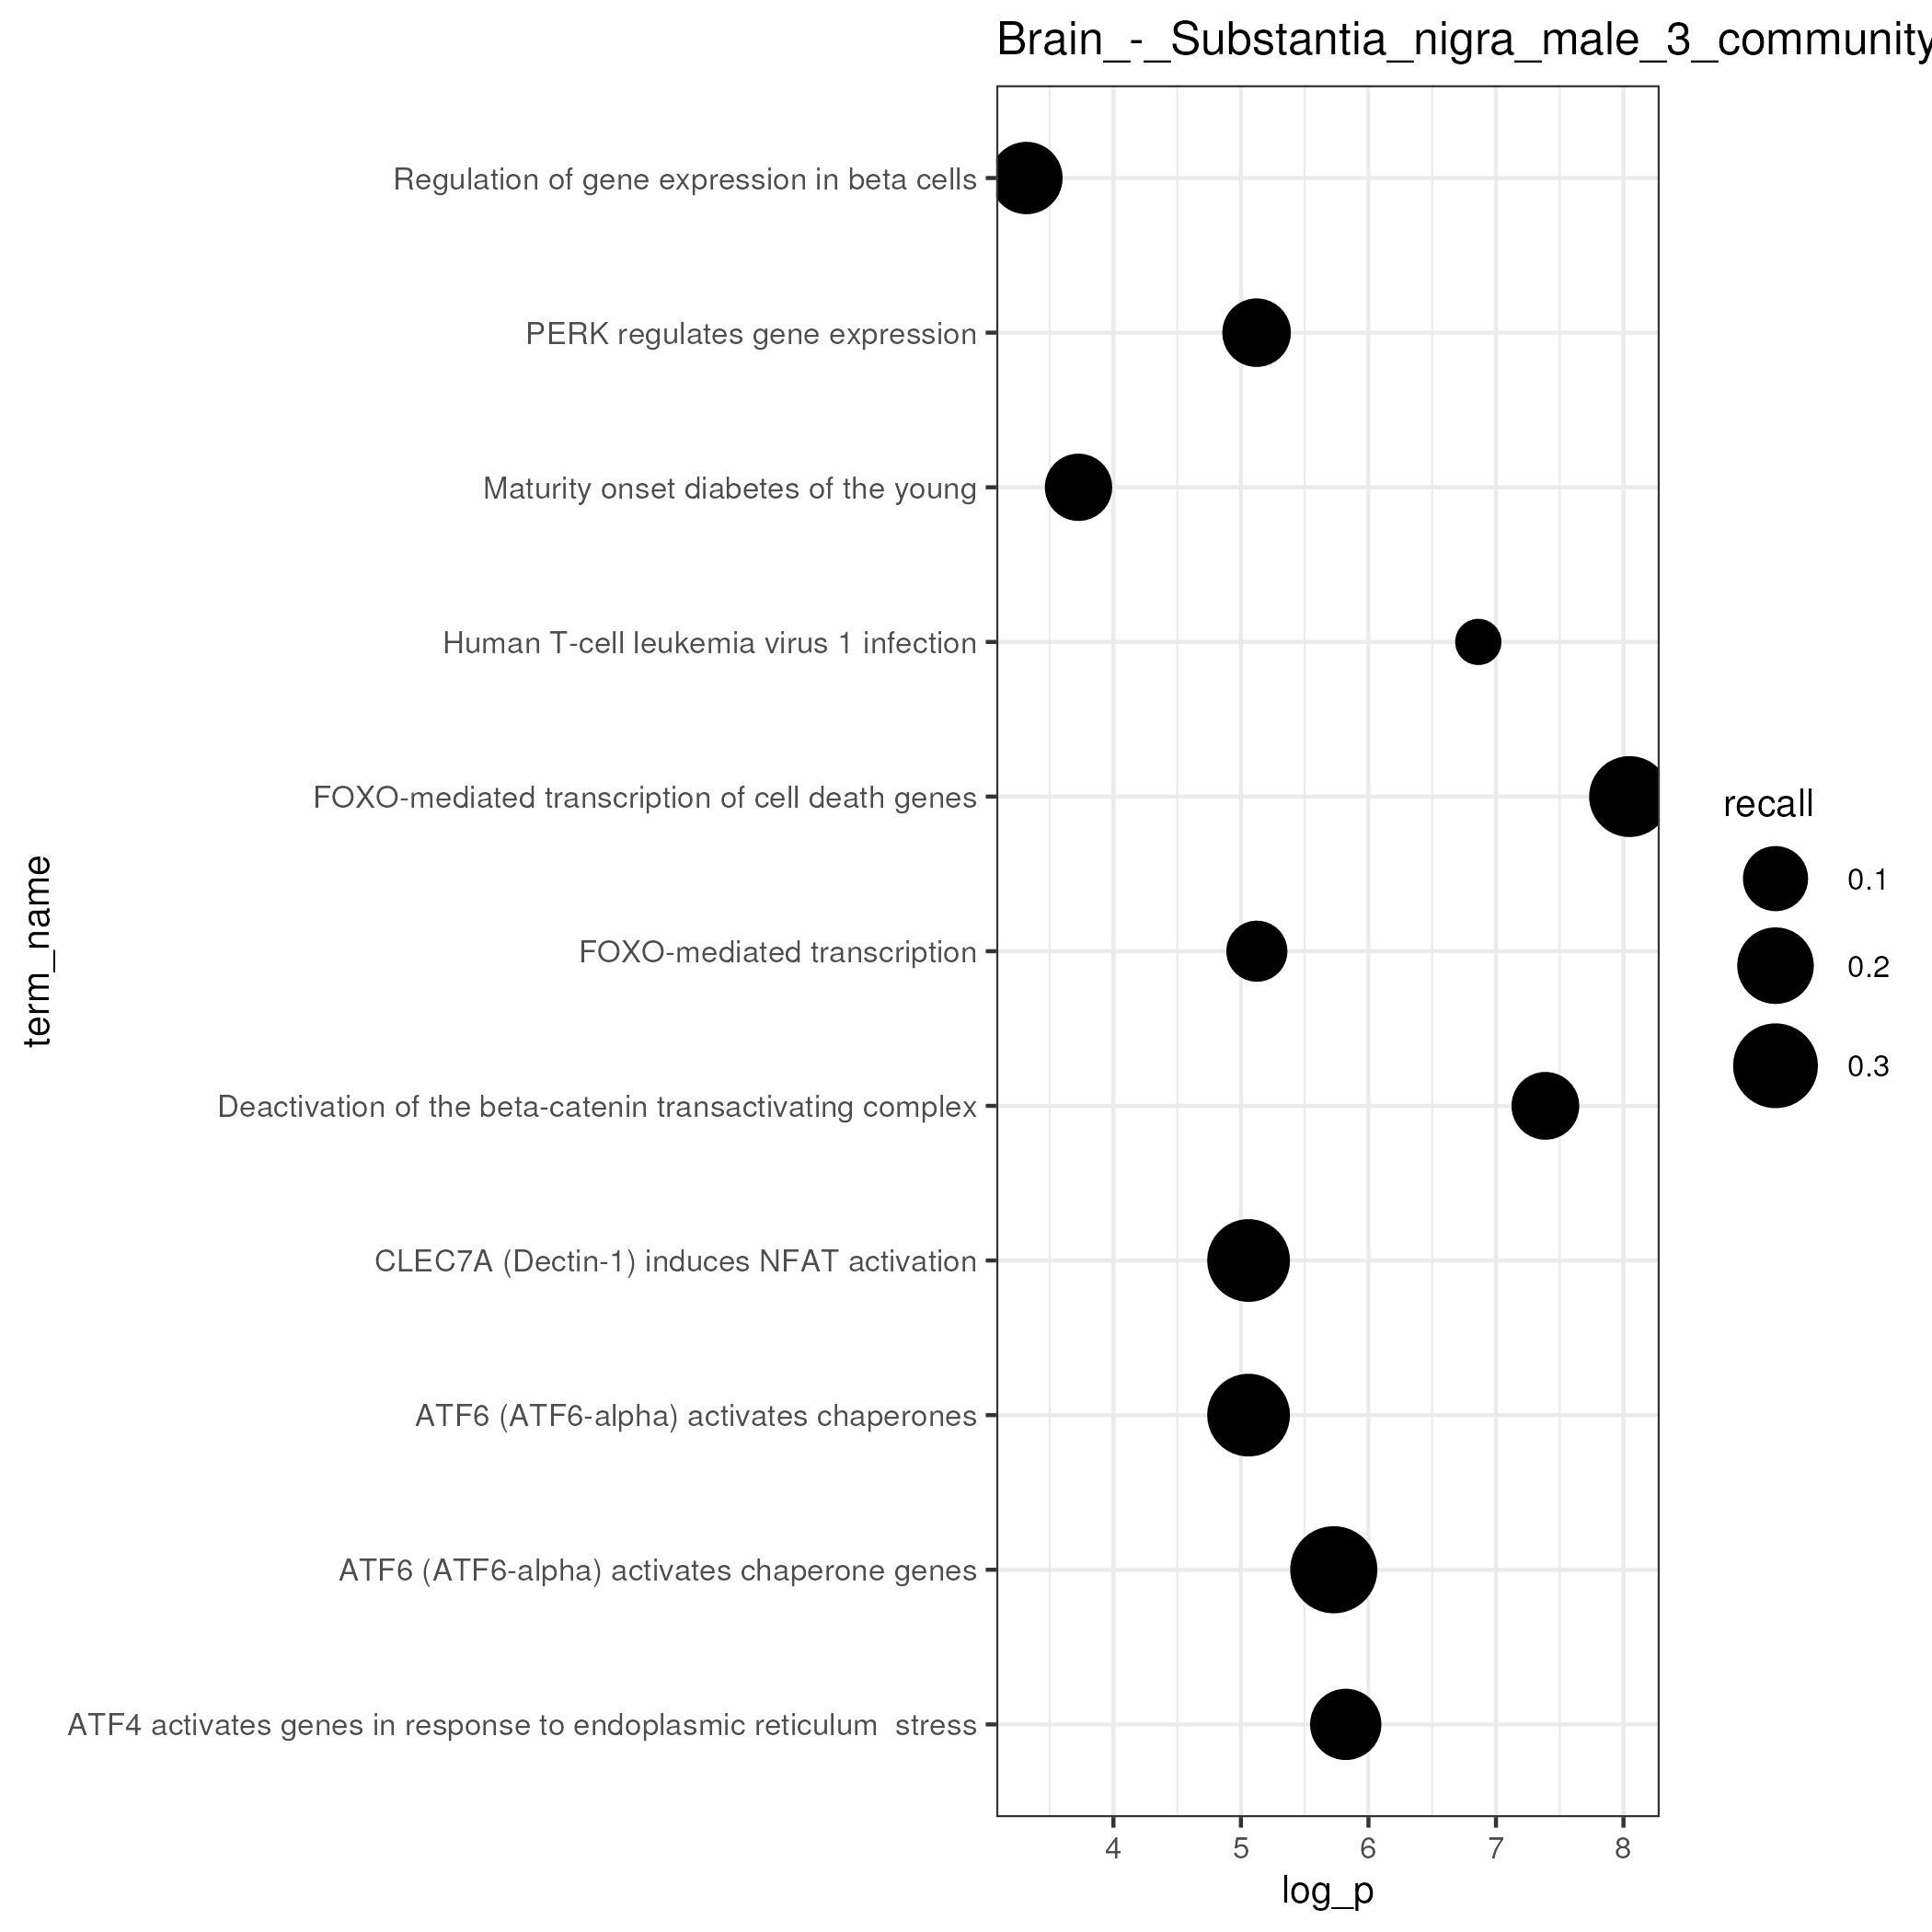 Brain_-_Substantia_nigra_male_3_community
Regulation of gene expression in beta cells
PERK regulates gene expression
Maturity onset diabetes of the young
Human T-cell leukemia virus 1 infection
FOXO-mediated transcription of cell death genes
FOXO-mediated transcription
Deactivation of the beta-catenin transactivating complex
CLEC7A (Dectin-1) induces NFAT activation
ATF6 (ATF6-alpha) activates chaperones
ATF6 (ATF6-alpha) activates chaperone genes
ATF4 activates genes in response to endoplasmic reticulum  stress
term_name
4 5 6 7 8
log_p
recall
0.1
0.2
0.3